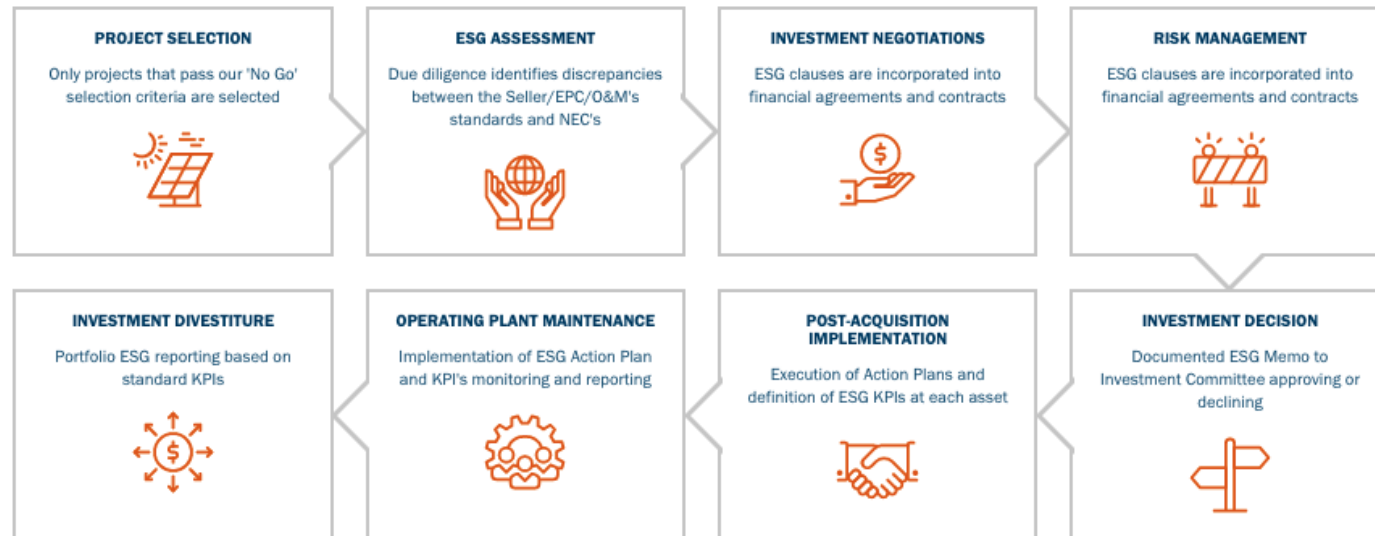 PROJECT SELECTION
Only projects that pass our 'No Go'
selection criteria are selected
ESG ASSESSMENT
Due diligence identifies discrepancies
between the Seller/EPC/O&M's
standards and NEC's
INVESTMENT NEGOTIATIONS
ESG clauses are incorporated into
financial agreements and contracts
$
RISK MANAGEMENT
ESG clauses are incorporated into
financial agreements and contracts
INVESTMENT DECISION
Documented ESG Memo to
Investment Committee approving or
declining
POST-ACQUISITION
IMPLEMENTATION
Execution of Action Plans and
definition of ESG KPIs at each asset
OPERATING PLANT MAINTENANCE
Implementation of ESG Action Plan
and KPI's monitoring and reporting
INVESTMENT DIVESTITURE
Portfolio ESG reporting based on
standard KPIs
$